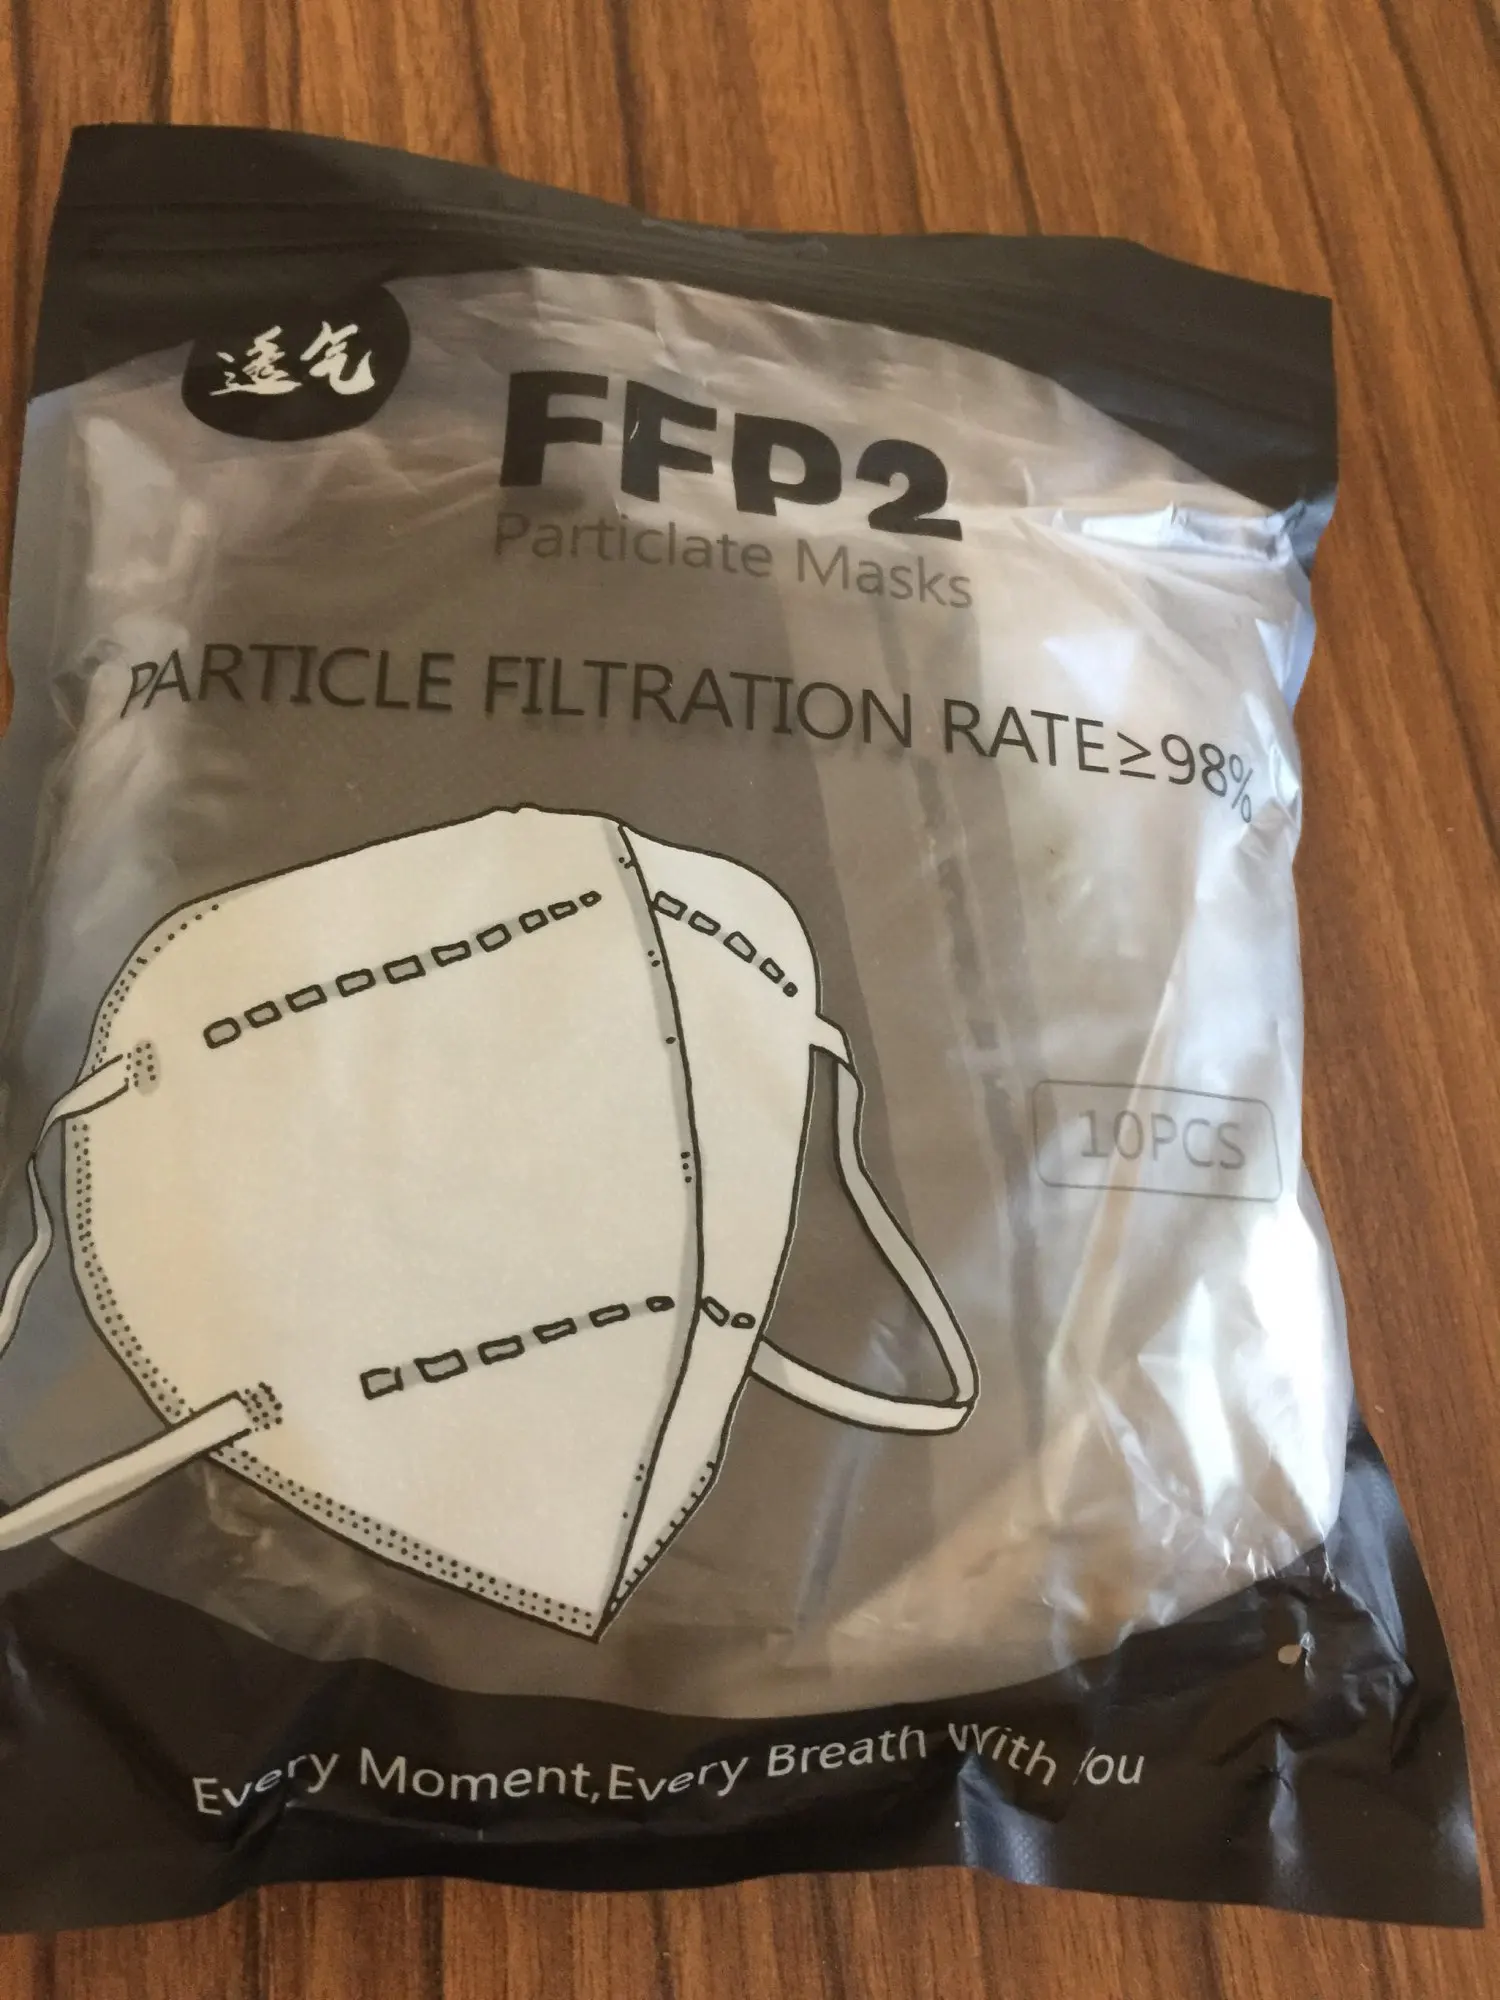 透气
FFP2
Particlate Masks
PARTICLE FILTRATION RATE≥98%
10PCS
Every Moment,Every Breath With You